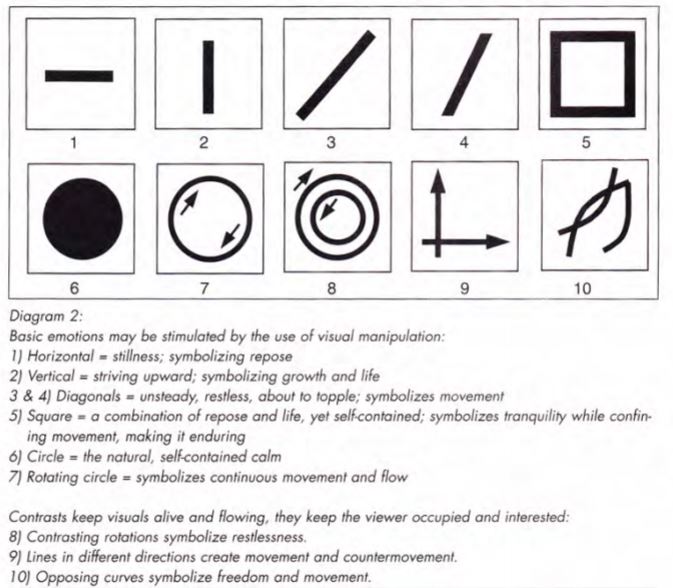 1 2 3 4 5
6 7 8 9 10
Diagram 2:
Basic emotions may be stimulated by the use of visual manipulation:
1) Horizontal = stillness; symbolizing repose
2) Vertical = striving upward; symbolizing growth and life
3 & 4) Diagonals = unsteady, restless, about to topple; symbolizes movement
5) Square = a combination of repose and life, yet self-contained; symbolizes tranquility while confin-
ing movement, making it enduring
6) Circle = the natural, self-contained calm
7) Rotating circle = symbolizes continuous movement and flow
Contrasts keep visuals alive and flowing, they keep the viewer occupied and interested:
8) Contrasting rotations symbolize restlessness.
9) Lines in different directions create movement and countermovement.
10) Opposing curves symbolize freedom and movement.